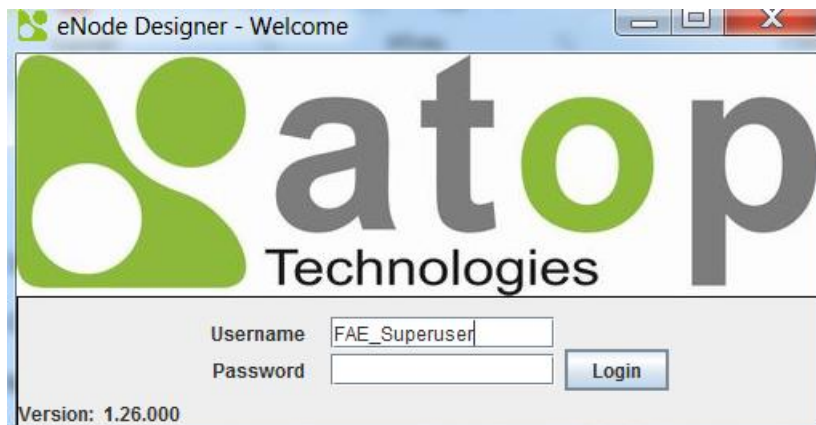 eNode Designer - Welcome
atop
Technologies
Username FAE_Superuser
Password Login
Version: 1.26.000